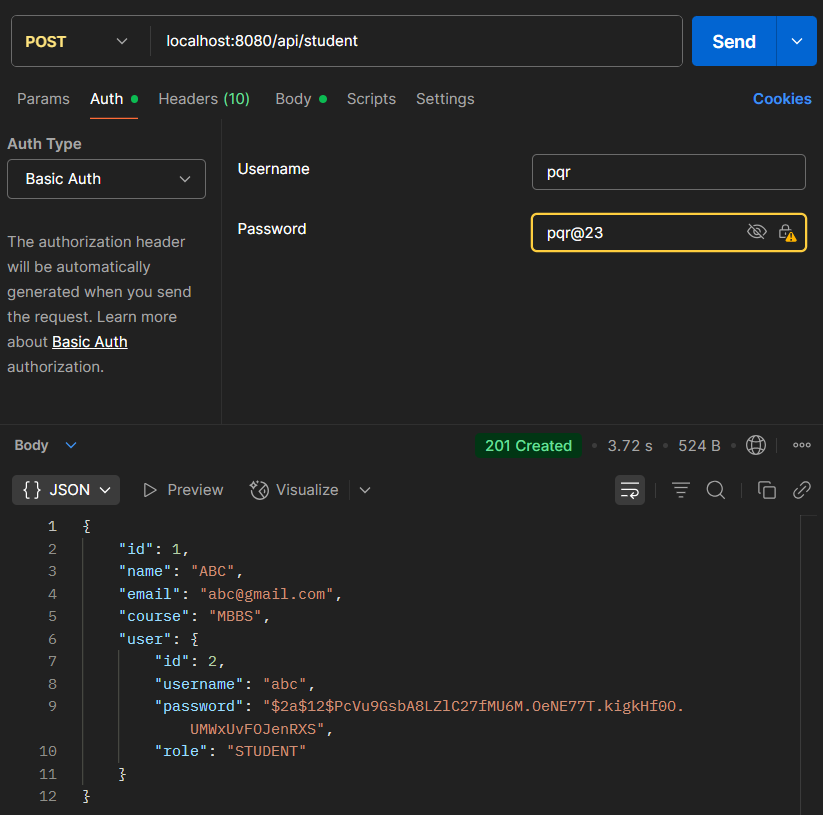 POST localhost:8080/api/student Send
Params Auth Headers (10) Body Scripts Settings Cookies
Auth Type
Basic Auth
The authorization header
will be automatically
generated when you send
the request. Learn more
about Basic Auth
authorization.
Username pqr
Password pqr@23
Body 201 Created • 3.72 s • 524 B •
{} JSON Preview Visualize
1 {
2 "id": 1,
3 "name": "ABC",
4 "email": "abc@gmail.com",
5 "course": "MBBS",
6 "user": {
7 "id": 2,
8 "username": "abc",
9 "password": "$2a$12$PcVu9GsbA8LZlC27fMU6M.OeNE77T.kigkHf0O.
UMWxUvFOJenRXS",
10 "role": "STUDENT"
11 }
12 }